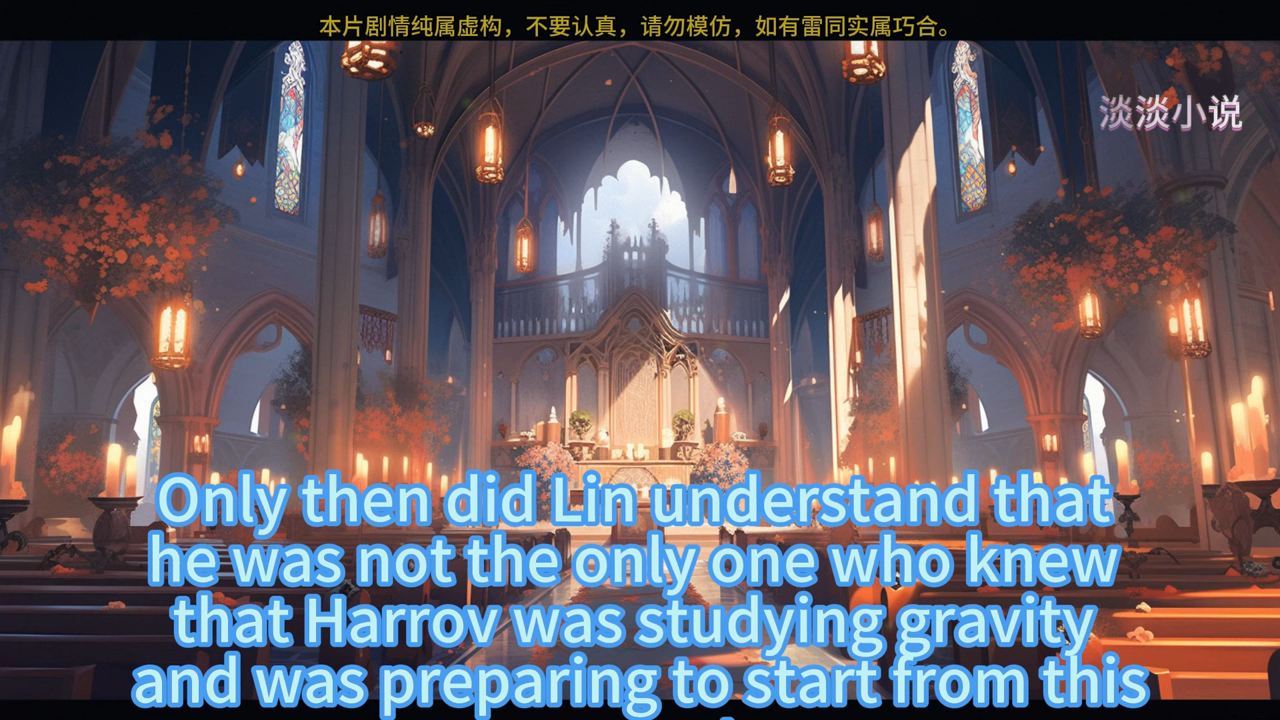 本片剧情纯属虚构，不要认真，请勿模仿，如有雷同实属巧合。
淡淡小说
Only then did Lin understand that
he was not the only one who knew
that Harrov was studying gravity
and was preparing to start from this